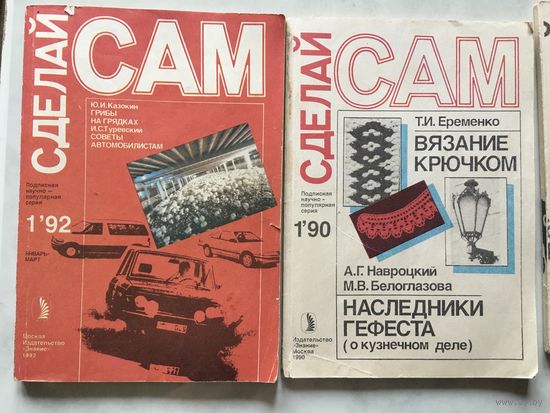 СДЕЛАЙ
САМ
Ю.И.Казокин
ГРИБЫ
НА ГРЯДКАХ
И.С.Туревский
СОВЕТЫ
АВТОМОБИЛИСТАМ
Подписная
научно –
популярная
серия
1'92
ЯНВАРЬ-
МАРТ
Москва
Издательство
«Знание»
1992
СДЕЛАЙ
САМ
Т.И. Еременко
ВЯЗАНИЕ
КРЮЧКОМ
Подписная
научно –
популярная
серия
1'90
А.Г. Навроцкий
М.В. Белоглазова
НАСЛЕДНИКИ
ГЕФЕСТА
(о кузнечном деле)
Издательство
«Знание»
Москва
1990